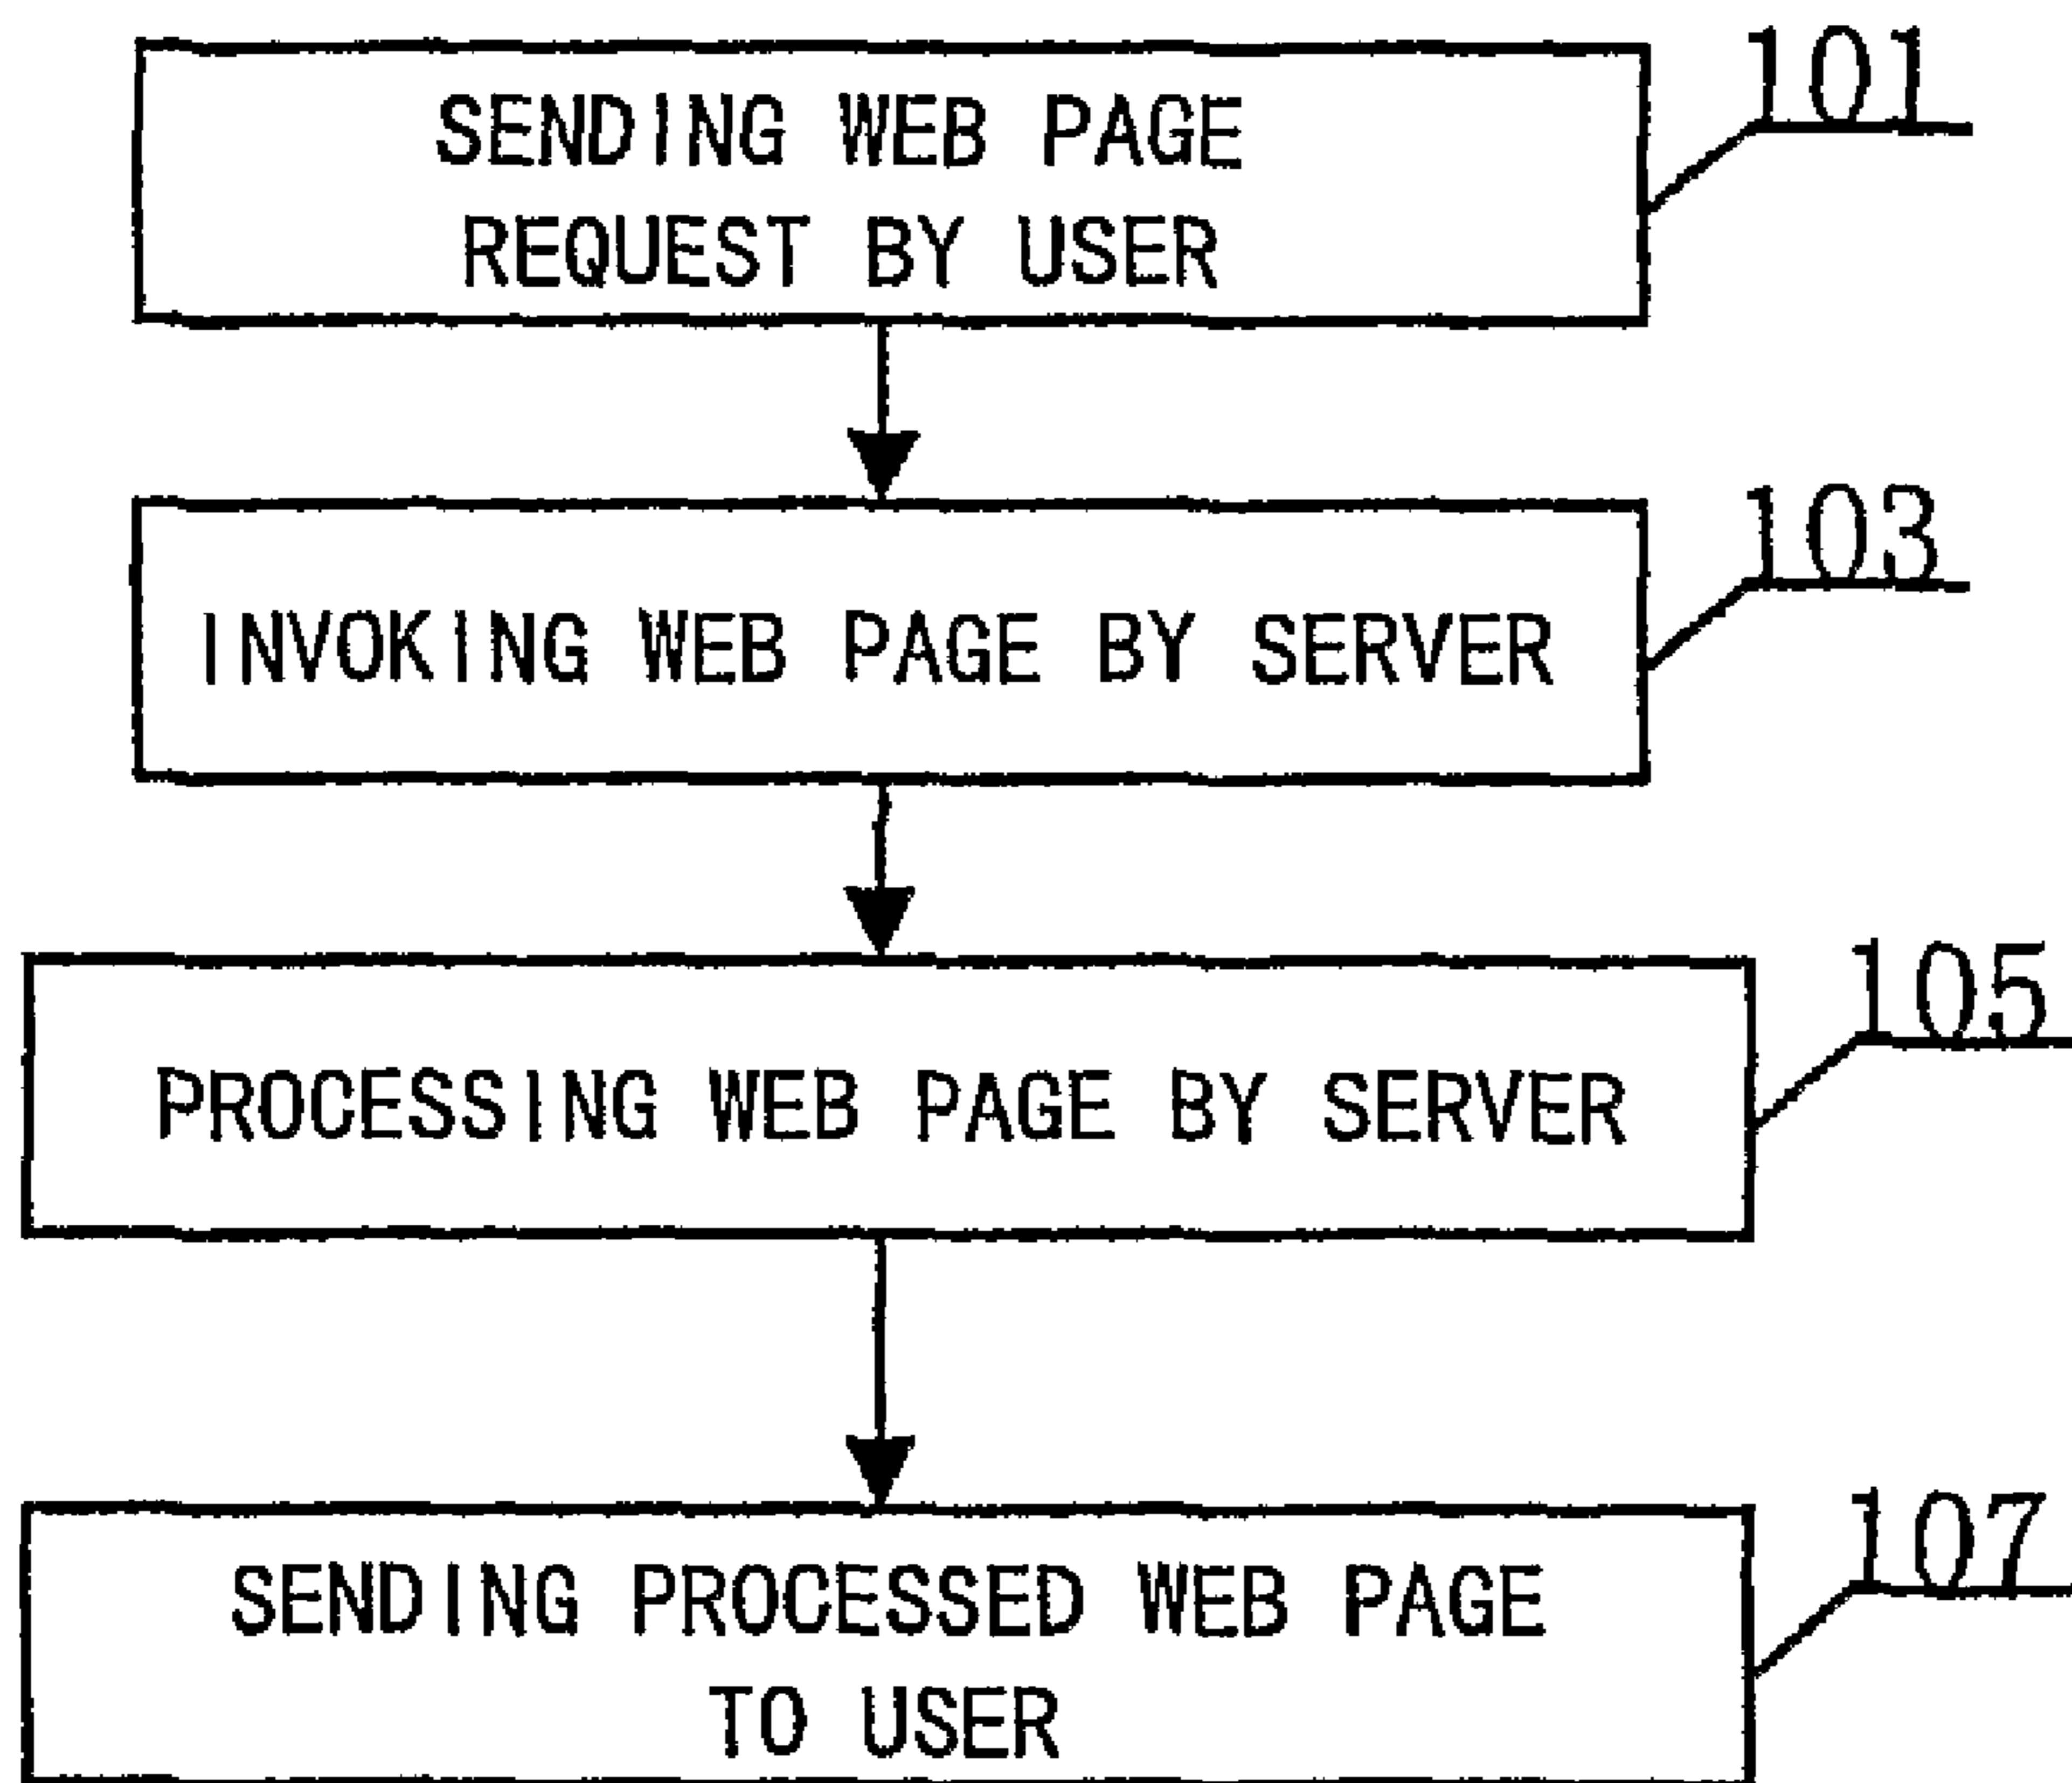 101
SENDING WEB PAGE
REQUEST BY USER
103
INVOKING WEB PAGE BY SERVER
105
PROCESSING WEB PAGE BY SERVER
107
SENDING PROCESSED WEB PAGE
TO USER